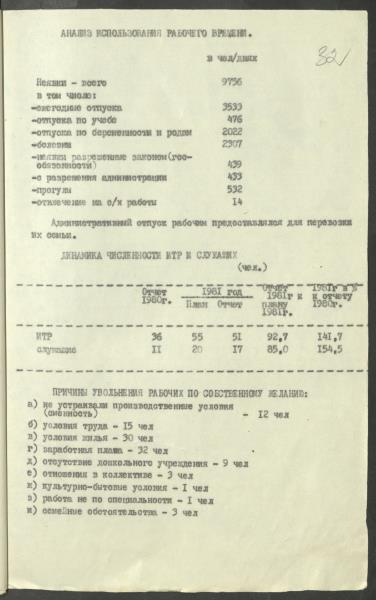 АНАЛИЗ ИСПОЛЬЗОВАНИЯ РАБОЧЕГО ВРЕМЕНИ.
32
в чел/днях
Неявки - всего 9756
в том числе:
-ежегодные отпуска 3533
-отпуска по учебе 476
-отпуска по беременности и родам 2022
-болезни 2307
-неявки разрешенные законом(гос-
обязанности) 439
-с разрешения администрации 433
-прогулы 532
-отвлечение на с/х работы 14
Административный отпуск рабочим предоставлялся для перевозки
их семьи.
ДИНАМИКА ЧИСЛЕННОСТИ ИТР И СЛУЖАЩИХ
(чел.)
Отчет 1981 год Отчет 1981г в %
1980г. План Отчет 1981г к к отчету
плану 1980г.
1981г.
ИТР 36 55 51 92,7 141,7
служащие 11 20 17 85,0 154,5
ПРИЧИНЫ УВОЛЬНЕНИЯ РАБОЧИХ ПО СОБСТВЕННОМУ ЖЕЛАНИЮ:
а) не устраивали производственные условия
(сменность) - 12 чел
б) условия труда - 15 чел
в) условия жилья - 30 чел
г) заработная плата - 32 чел
д) отсутствие дошкольного учреждения - 9 чел
е) отношения в коллективе - 3 чел
ж) культурно-бытовые условия - 1 чел
з) работа не по специальности - 1 чел
и) семейные обстоятельства - 3 чел